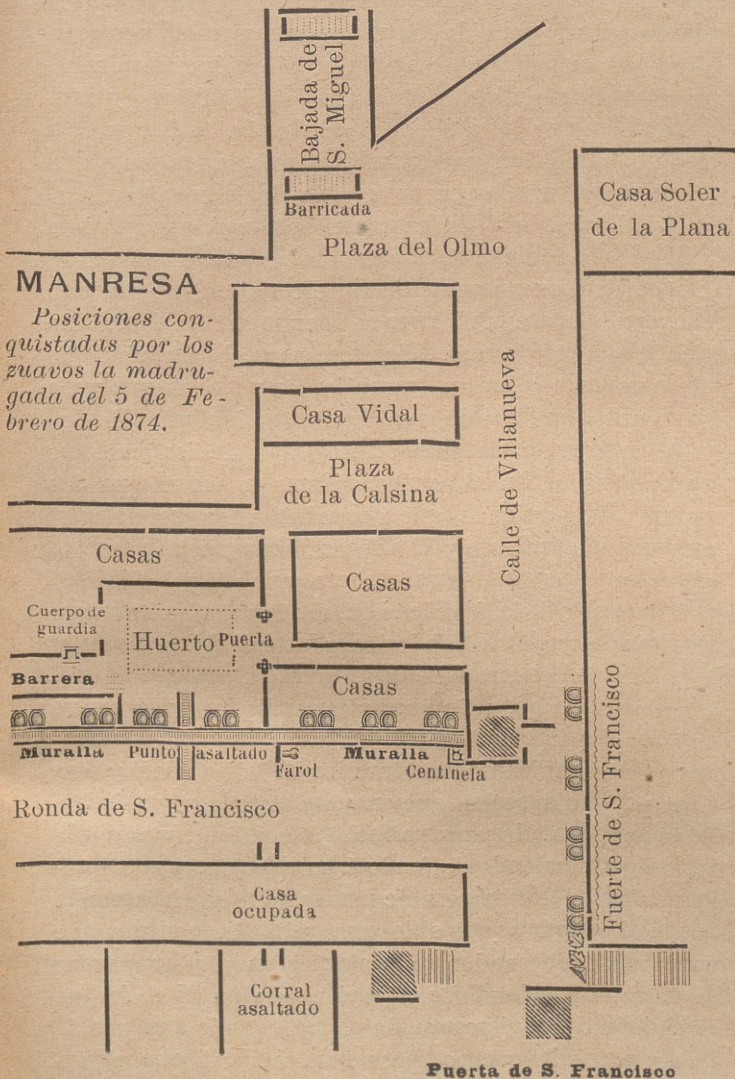 Bajada de
S. Miguel
Barricada
Plaza del Olmo
Casa Soler
de la Plana
MANRESA
Posiciones con-
quistadas por los
zuavos la madru-
gada del 5 de Fe-
brero de 1874.
Casa Vidal
Plaza
de la Calsina
Calle de Villanueva
Casas
Casas
Cuerpo de
guardia
Huerto Puerta
Barrera
Casas
Muralla Punto asaltado Muralla
Farol Centinela
Fuerte de S. Francisco
Ronda de S. Francisco
Casa
ocupada
Corral
asaltado
Puerta de S. Francisco